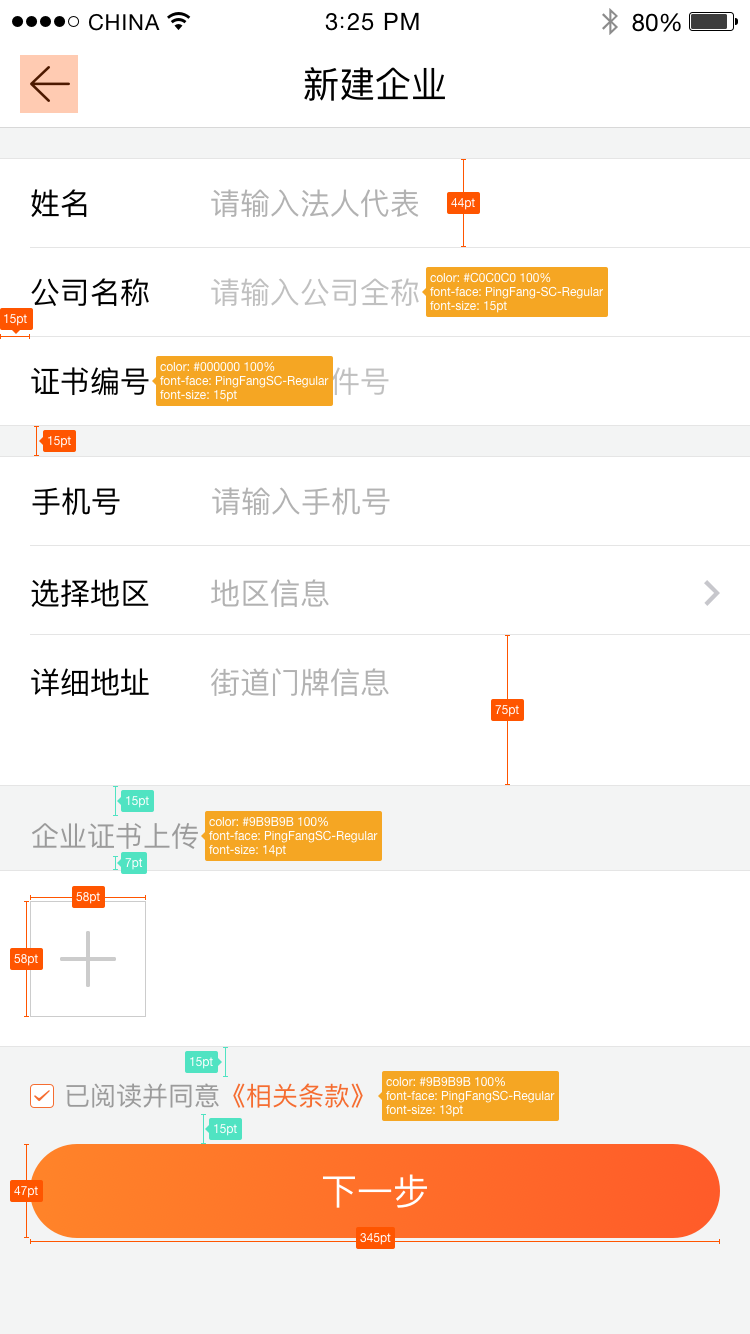 CHINA 3:25 PM 80%
新建企业
姓名 请输入法人代表 44pt
公司名称 请输入公司全称
color: #C0C0C0 100%
font-face: PingFang-SC-Regular
font-size: 15pt
15pt
证书编号
color: #000000 100%
font-face: PingFangSC-Regular
font-size: 15pt
件号
15pt
手机号 请输入手机号
选择地区 地区信息
详细地址 街道门牌信息
75pt
15pt
企业证书上传
color: #9B9B9B 100%
font-face: PingFangSC-Regular
font-size: 14pt
7pt
58pt
58pt
15pt
已阅读并同意《相关条款》
color: #9B9B9B 100%
font-face: PingFangSC-Regular
font-size: 13pt
15pt
47pt 下一步
345pt